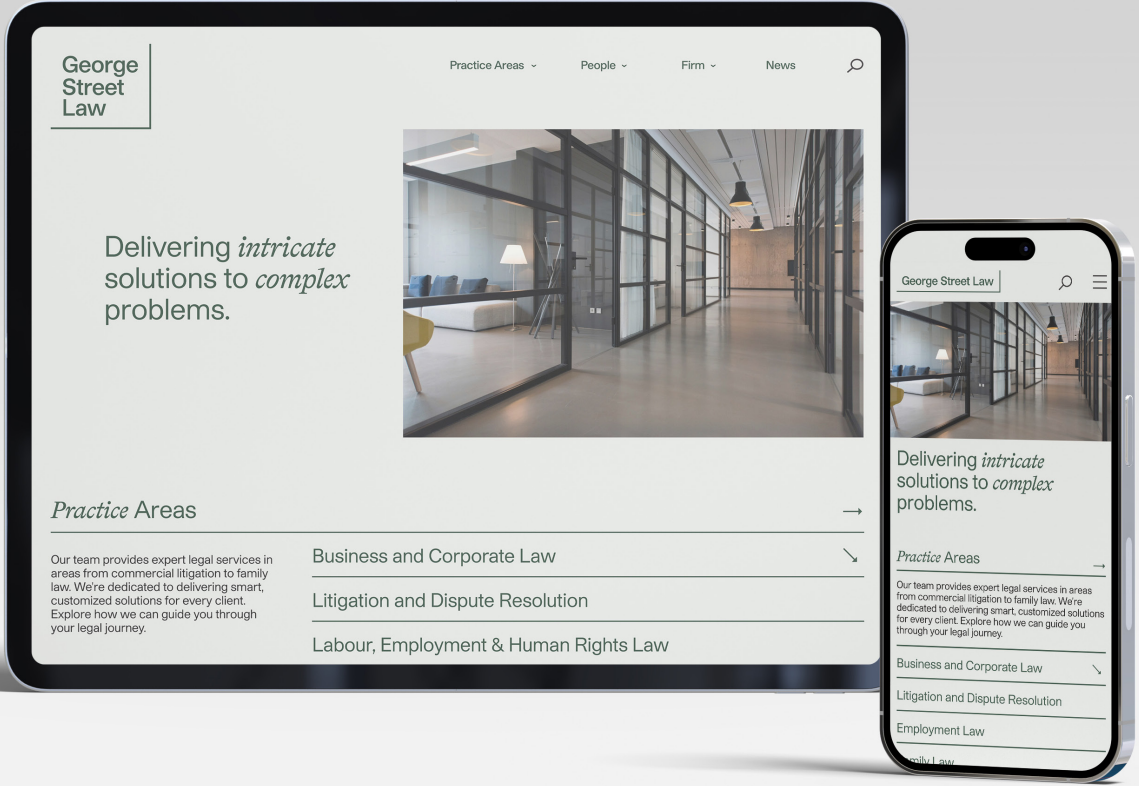 George
Street
Law
Practice Areas
People
Firm
News
Delivering intricate
solutions to complex
problems.
Practice Areas
Our team provides expert legal services in
areas from commercial litigation to family
law. We're dedicated to delivering smart,
customized solutions for every client.
Explore how we can guide you through
your legal journey.
Business and Corporate Law
Litigation and Dispute Resolution
Labour, Employment & Human Rights Law
George Street Law
Delivering intricate
solutions to complex
problems.
Practice Areas
Our team provides expert legal services in areas
from commercial litigation to family law. We're
dedicated to delivering smart, customized solutions
for every client. Explore how we can guide you
through your legal journey.
Business and Corporate Law
Litigation and Dispute Resolution
Employment Law
Law